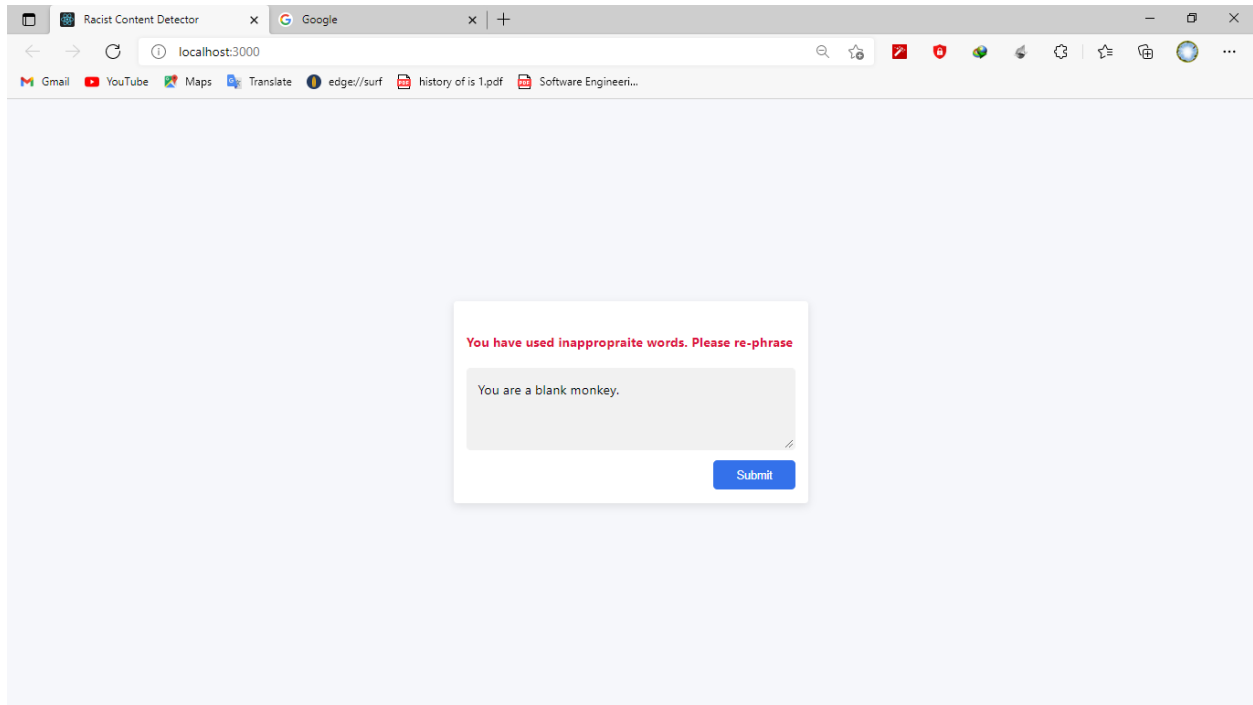 Racist Content Detector
Google
localhost:3000
Gmail YouTube Maps Translate edge://surf history of is 1.pdf Software Engineeri...
You have used inappropraite words. Please re-phrase
You are a blank monkey.
Submit